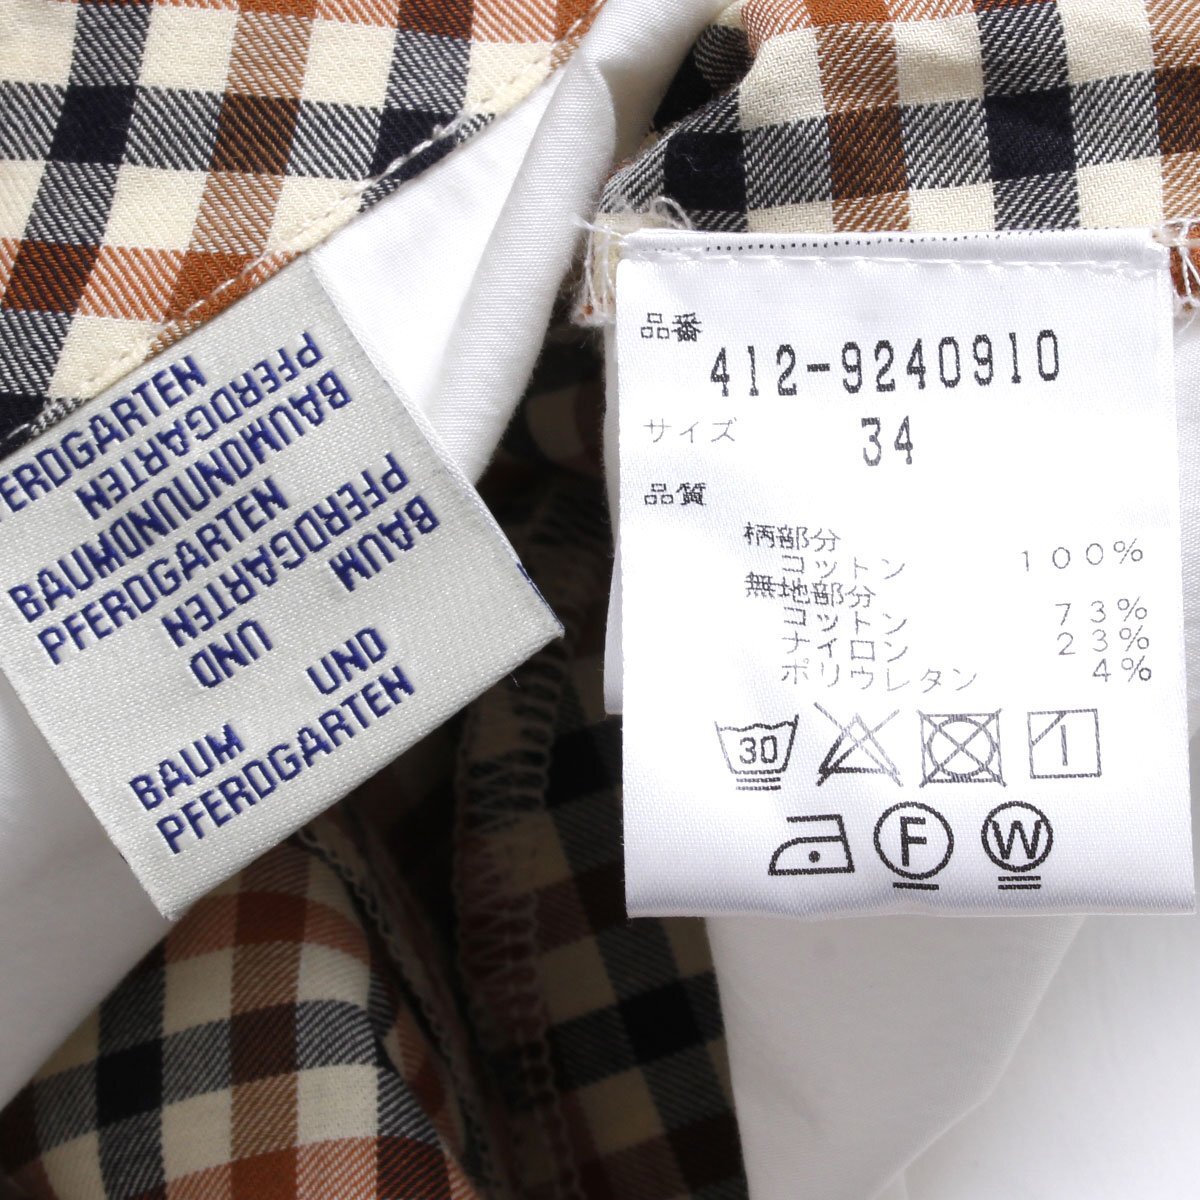 PFERDGARTEN
PFERDGARTEN
BAUMUNDNUMUAB
PFERDGARTEN
PFERDGARTEN
UND
BAUM
UND
BAUM
PFERDGARTEN
品番
412-9240910
サイズ 34
品質
柄部分
コットン 100%
無地部分
コットン 73%
ナイロン 23%
ポリウレタン 4%
30
F W